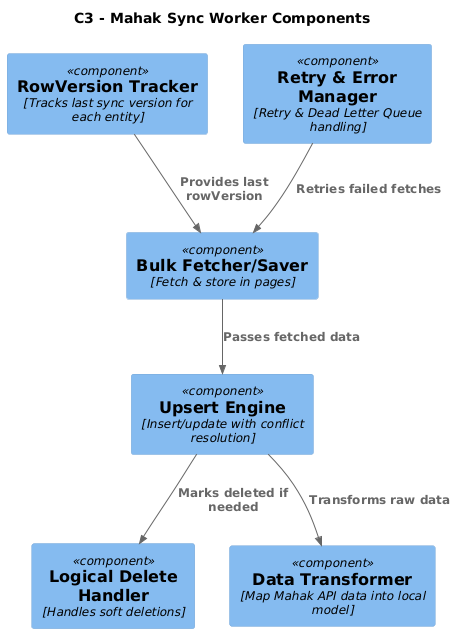 C3 - Mahak Sync Worker Components
«component»
RowVersion Tracker
[Tracks last sync version for
each entity]
«component»
Retry & Error
Manager
[Retry & Dead Letter Queue
handling]
Provides last
rowVersion
Retries failed fetches
«component»
Bulk Fetcher/Saver
[Fetch & store in pages]
Passes fetched data
«component»
Upsert Engine
[Insert/update with conflict
resolution]
Marks deleted if
needed
Transforms raw data
«component»
Logical Delete
Handler
[Handles soft deletions]
«component»
Data Transformer
[Map Mahak API data into local
model]